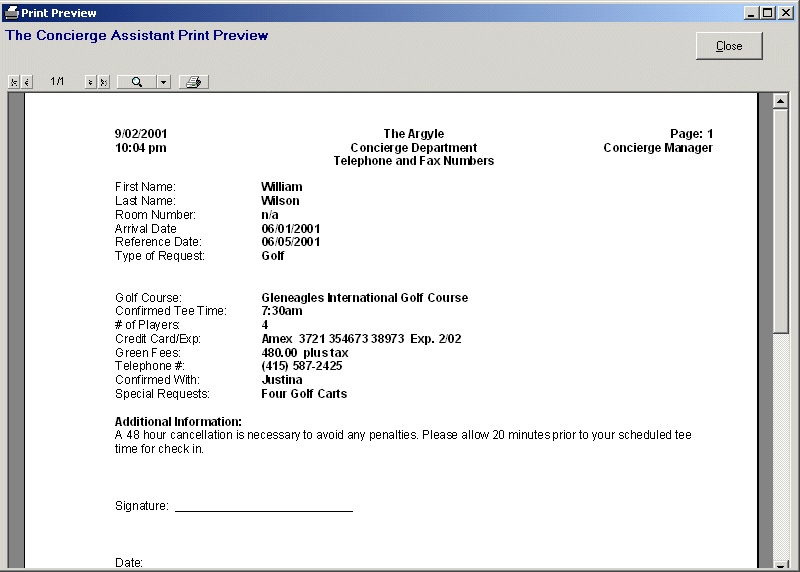 Print Preview
The Concierge Assistant Print Preview
Close
1/1
9/02/2001 The Argyle Page: 1
10:04 pm Concierge Department Concierge Manager
Telephone and Fax Numbers
First Name: William
Last Name: Wilson
Room Number: n/a
Arrival Date 06/01/2001
Reference Date: 06/05/2001
Type of Request: Golf
Golf Course: Gleneagles International Golf Course
Confirmed Tee Time: 7:30am
# of Players: 4
Credit Card/Exp: Amex 3721 354673 38973 Exp. 2/02
Green Fees: 480.00 plus tax
Telephone #: (415) 587-2425
Confirmed With: Justina
Special Requests: Four Golf Carts
Additional Information:
A 48 hour cancellation is necessary to avoid any penalties. Please allow 20 minutes prior to your scheduled tee
time for check in.
Signature:
Date: